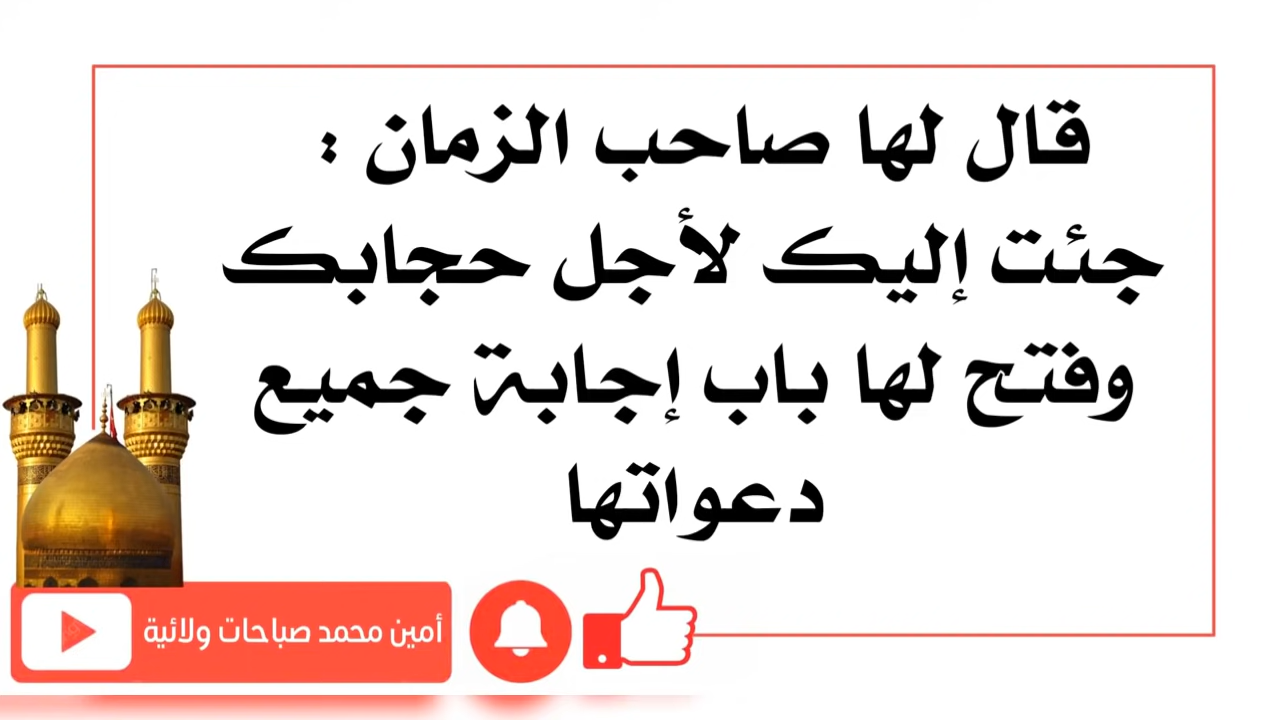 قال لها صاحب الزمان :
جئت إليك لأجل حجابك
وفتح لها باب إجابة جميع
دعواتها
أمين محمد صباحات ولائية